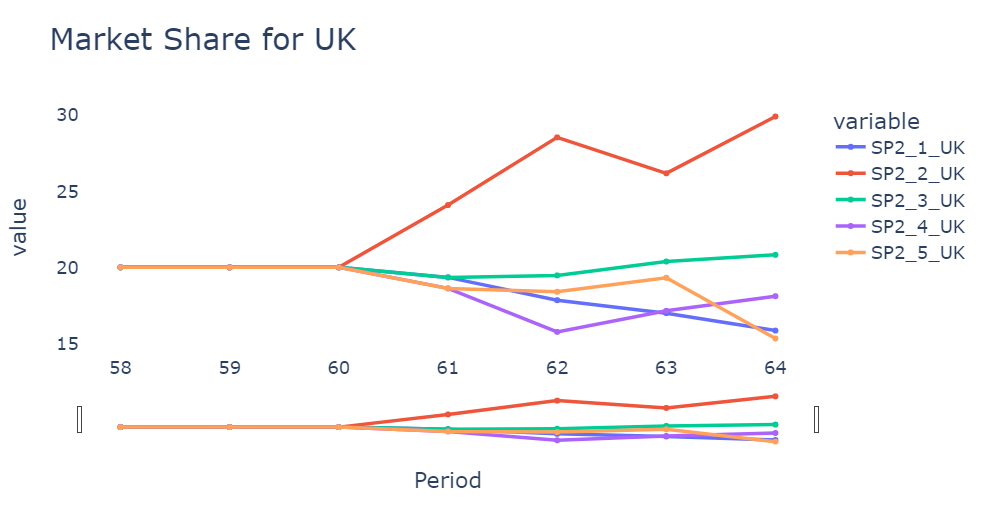 Market Share for UK
30
25
20
15
value
58 59 60 61 62 63 64
Period
variable
SP2_1_UK
SP2_2_UK
SP2_3_UK
SP2_4_UK
SP2_5_UK